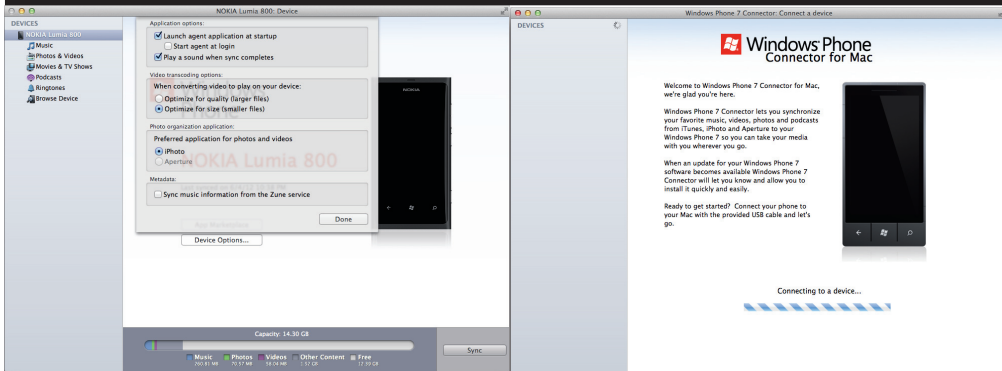 NOKIA Lumia 800: Device
DEVICES
NOKIA Lumia 800
Music
Photos & Videos
Movies & TV Shows
Podcasts
Ringtones
Browse Device
Application options:
Launch agent application at startup
Start agent at login
Play a sound when sync completes
Video transcoding options:
When converting video to play on your device:
Optimize for quality (larger files)
Optimize for size (smaller files)
Photo organization application:
Preferred application for photos and videos
iPhoto
Aperture
NOKIA Lumia 800
Metadata:
Sync music information from the Zune service
Done
Device Options...
NOKIA
Capacity: 14.30 GB
Music
Photos
Videos
Other Content
Free
Sync
Windows Phone 7 Connector: Connect a device
DEVICES
Windows Phone
Connector for Mac
Welcome to Windows Phone 7 Connector for Mac,
we're glad you're here.
Windows Phone 7 Connector lets you synchronize
your favorite music, videos, photos and podcasts
from iTunes, iPhoto and Aperture to your
Windows Phone 7 so you can take your media
with you wherever you go.
When an update for your Windows Phone 7
software becomes available Windows Phone 7
Connector will let you know and allow you to
install it quickly and easily.
Ready to get started? Connect your phone to
your Mac with the provided USB cable and let's
go.
Connecting to a device...